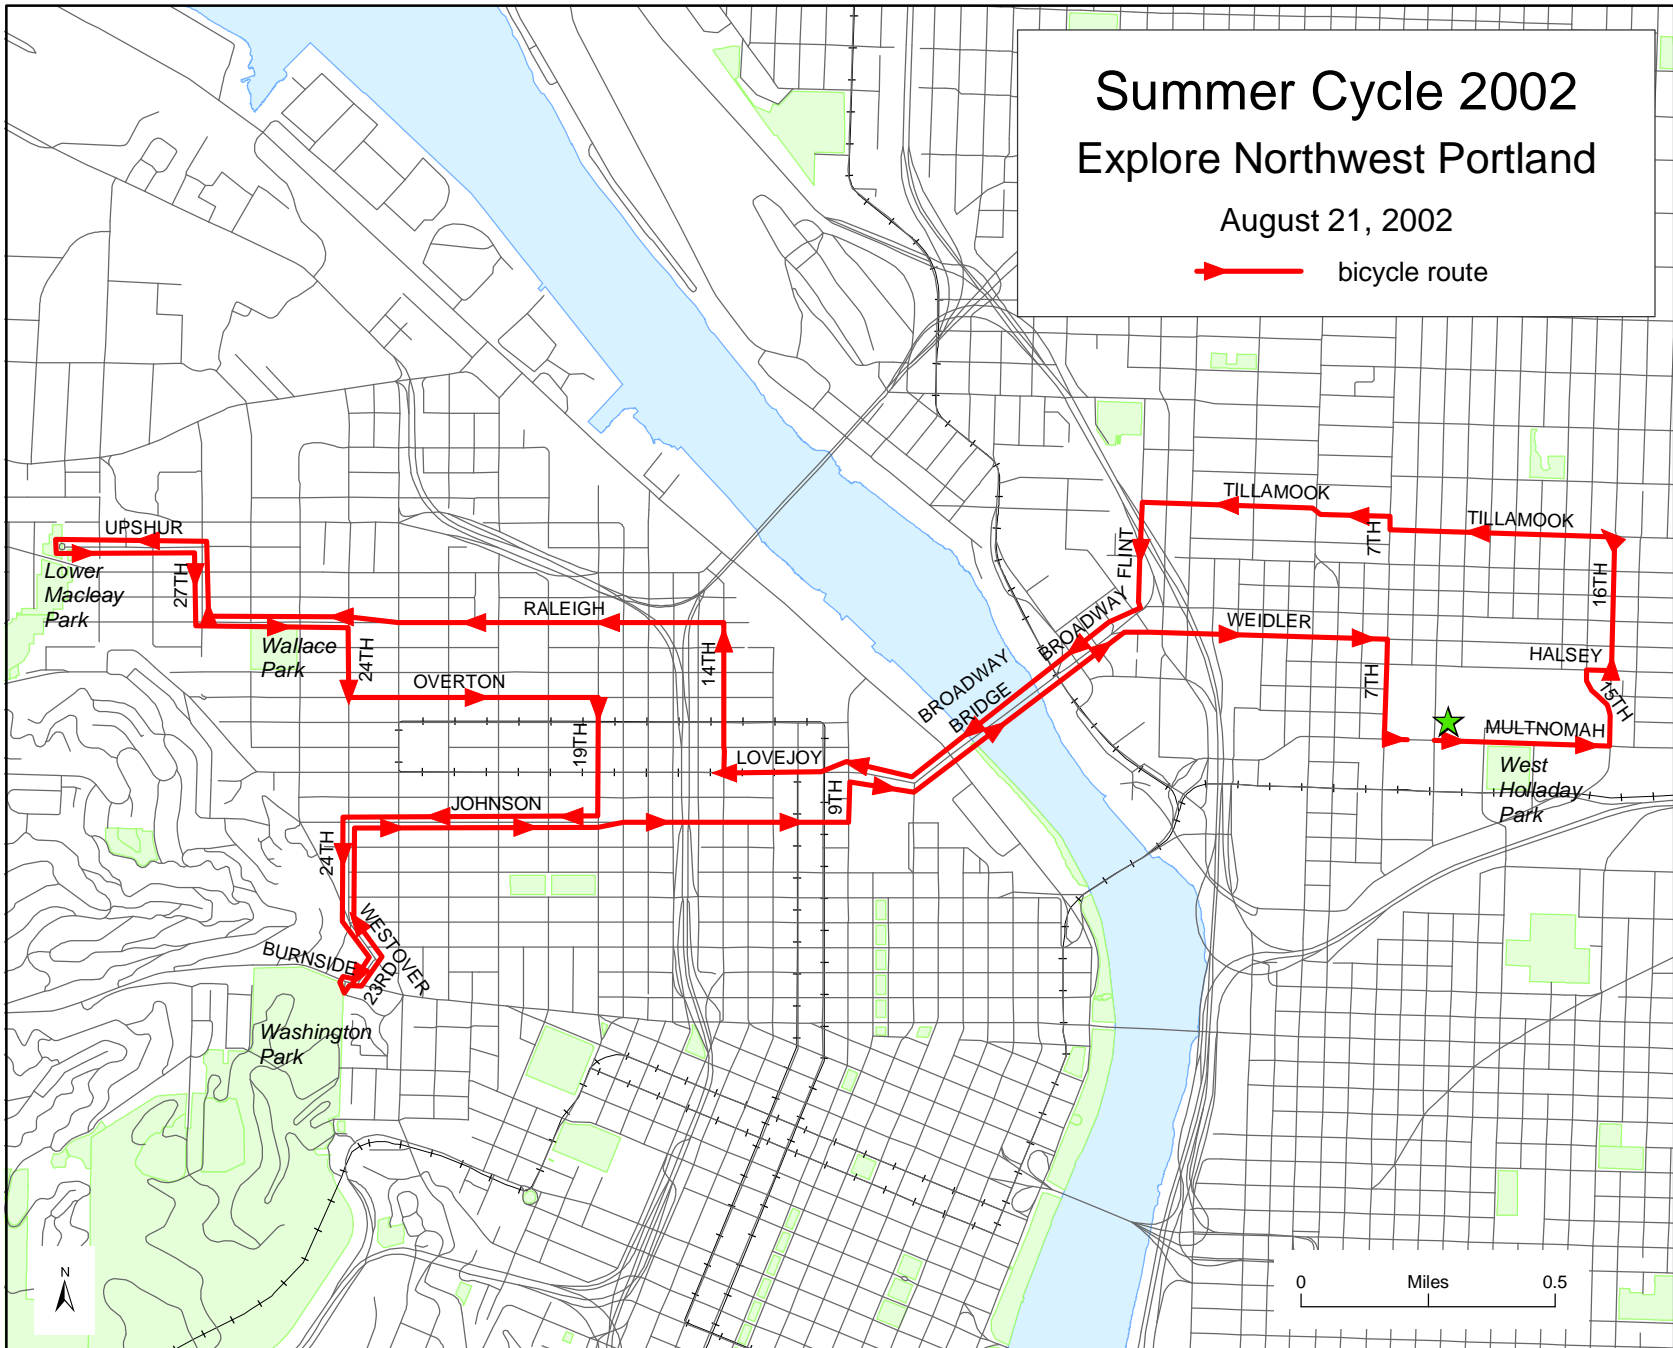 Summer Cycle 2002
Explore Northwest Portland
August 21, 2002
bicycle route
TILLAMOOK
TILLAMOOK
7TH
FLINT
16TH
UPSHUR
Lower
Macleay
Park
27TH
RALEIGH
Wallace
Park
24TH
14TH
BROADWAY
WEIDLER
HALSEY
15TH
7TH
MULTNOMAH
West
Holladay
Park
BROADWAY
BRIDGE
OVERTON
19TH
LOVEJOY
9TH
JOHNSON
24TH
WESTOVER
BURNSIDE
23RD
Washington
Park
N
0 Miles 0.5